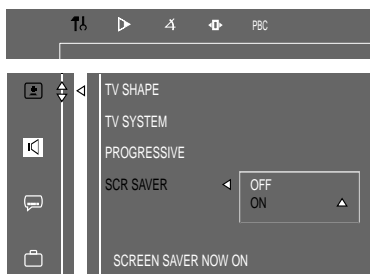 PBC
TV SHAPE
TV SYSTEM
PROGRESSIVE
SCR SAVER OFF
ON
SCREEN SAVER NOW ON